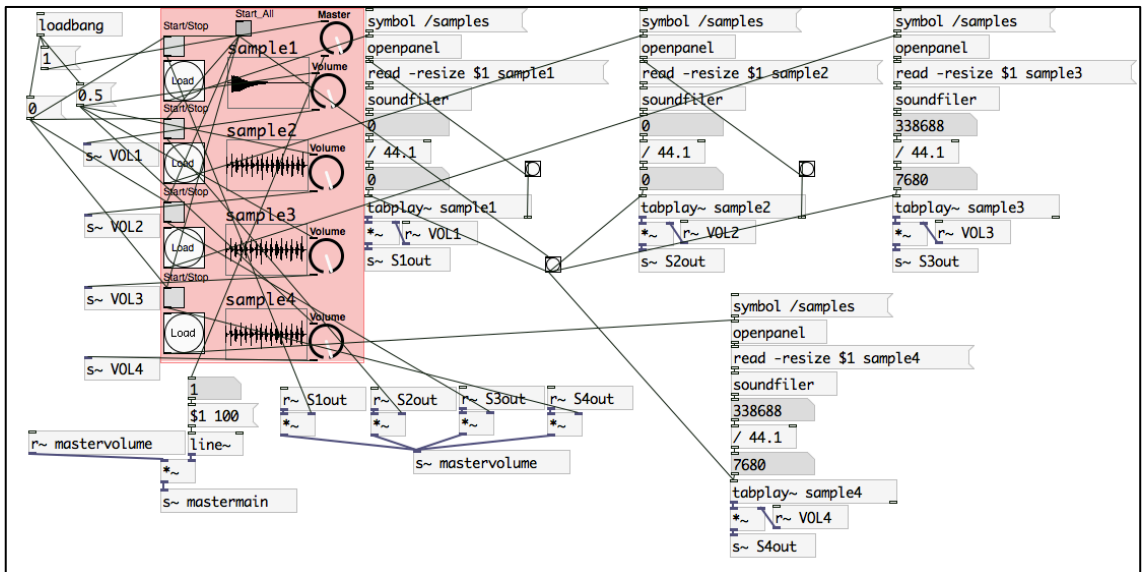 loadbang
1
0
0.5
s~ VOL1
s~ VOL2
s~ VOL3
s~ VOL4
Start_All
Master
Start/Stop
sample1
Load
Volume
Start/Stop
sample2
Load
Volume
Start/Stop
sample3
Load
Volume
Start/Stop
sample4
Load
Volume
symbol /samples
openpanel
read -resize $1 sample1
soundfiler
0
/ 44.1
0
tabplay~ sample1
*~
r~ VOL1
s~ S1out
symbol /samples
openpanel
read -resize $1 sample2
soundfiler
0
/ 44.1
0
tabplay~ sample2
*~
r~ VOL2
s~ S2out
symbol /samples
openpanel
read -resize $1 sample3
soundfiler
338688
/ 44.1
7680
tabplay~ sample3
*~
r~ VOL3
s~ S3out
symbol /samples
openpanel
read -resize $1 sample4
soundfiler
338688
/ 44.1
7680
tabplay~ sample4
*~
r~ VOL4
s~ S4out
1
$1 100
r~ mastervolume
line~
*~
s~ mastermain
r~ S1out
r~ S2out
r~ S3out
r~ S4out
*~
*~
*~
*~
s~ mastervolume